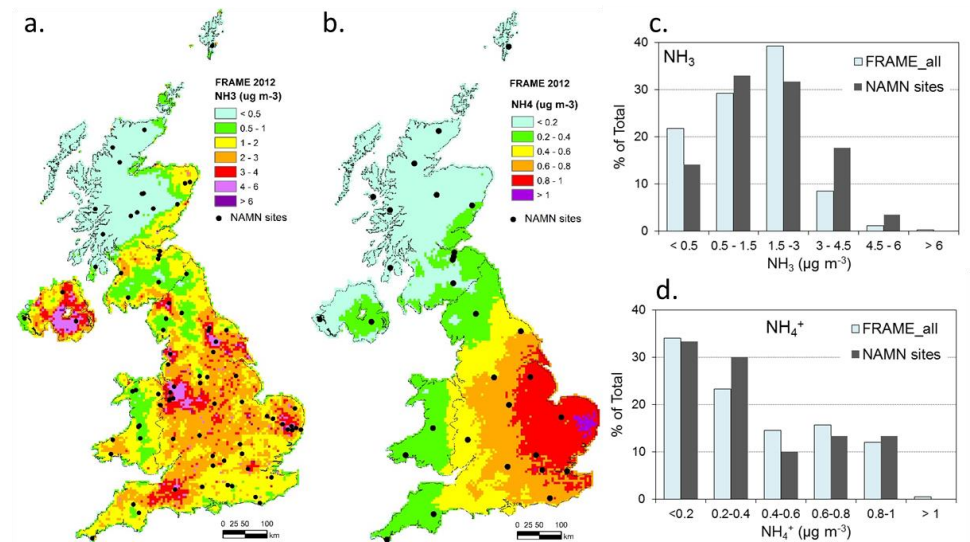 a.
FRAME 2012
NH3 (ug m-3)
< 0.5
0.5 - 1
1 - 2
2 - 3
3 - 4
4 - 6
> 6
NAMN sites
0 25 50 100
km
b.
FRAME 2012
NH4 (ug m-3)
< 0.2
0.2 - 0.4
0.4 - 0.6
0.6 - 0.8
0.8 - 1
> 1
NAMN sites
0 25 50 100
km
c.
NH₃
FRAME_all
NAMN sites
% of Total
40
30
20
10
0
< 0.5 0.5 - 1.5 1.5 -3 3 - 4.5 4.5 - 6 > 6
NH₃ (µg m⁻³)
d.
NH₄⁺
FRAME_all
NAMN sites
% of Total
40
30
20
10
0
<0.2 0.2-0.4 0.4-0.6 0.6-0.8 0.8-1 > 1
NH₄⁺ (µg m⁻³)